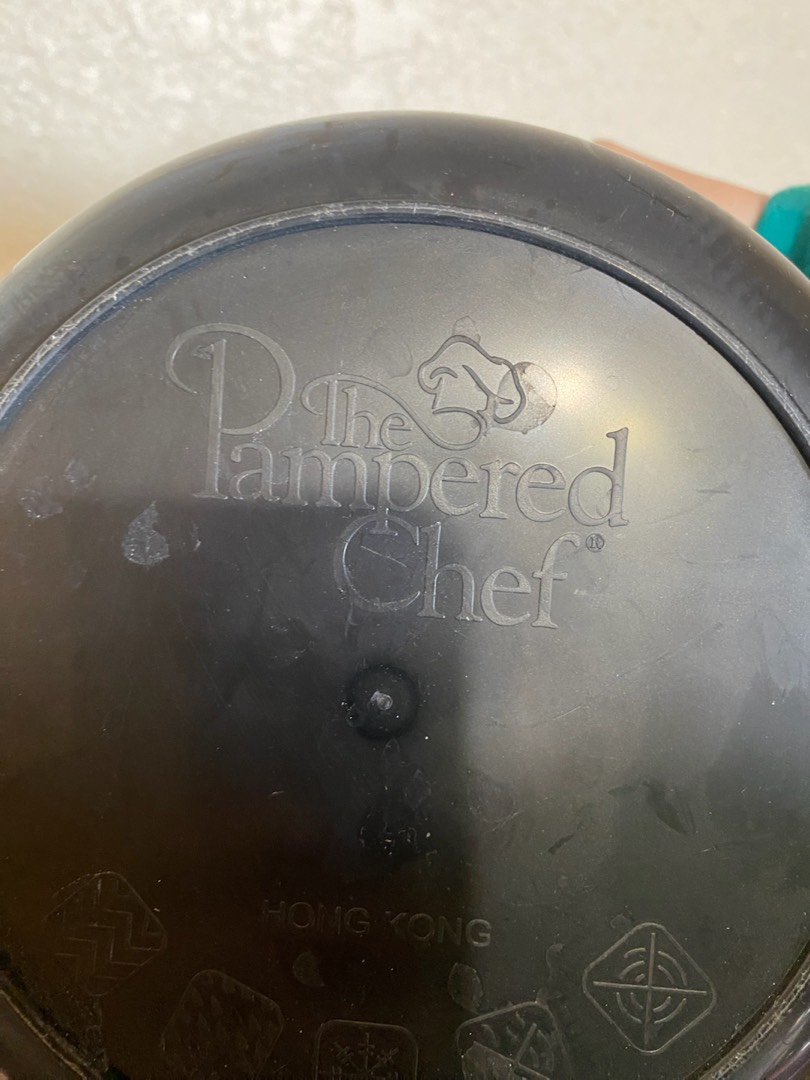 The
Pampered
Chef®
HONG KONG